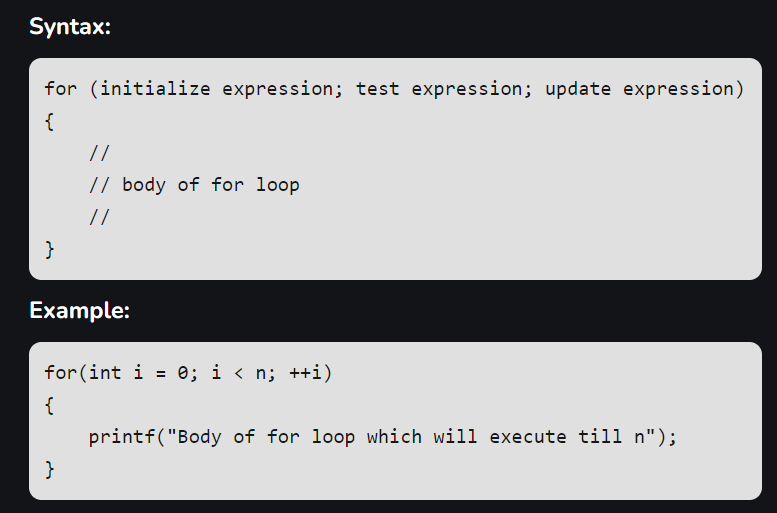 Syntax:
for (initialize expression; test expression; update expression)
{
    //
    // body of for loop
    //
}
Example:
for(int i = 0; i < n; ++i)
{
    printf("Body of for loop which will execute till n");
}